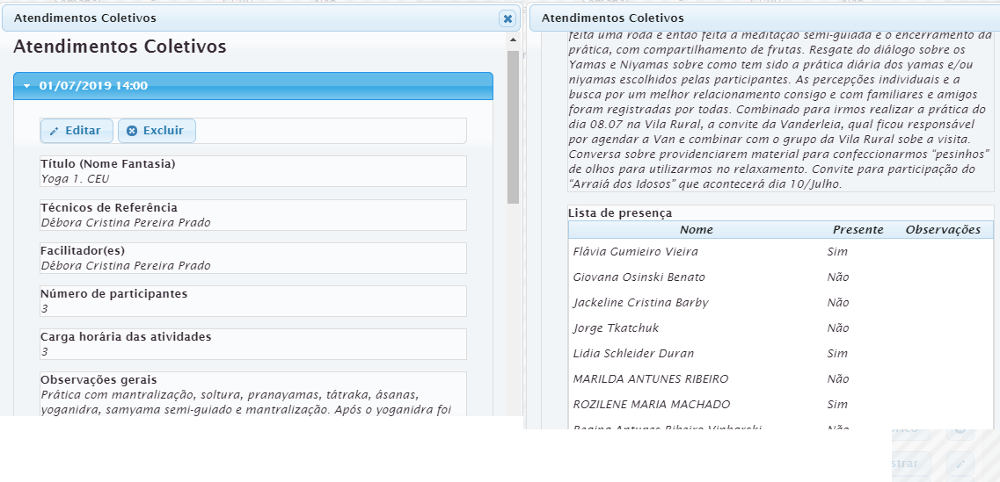 Atendimentos Coletivos
Atendimentos Coletivos
01/07/2019 14:00
Editar
Excluir
Título (Nome Fantasia)
Yoga 1. CEU
Técnicos de Referência
Débora Cristina Pereira Prado
Facilitador(es)
Débora Cristina Pereira Prado
Número de participantes
3
Carga horária das atividades
3
Observações gerais
Prática com mantralização, soltura, pranayamas, tátraka, ásanas,
yoganidra, samyama semi-guiado e mantralização. Após o yoganidra foi
Atendimentos Coletivos
feita uma roda e então feita a meditação semi-guiada e o encerramento da
prática, com compartilhamento de frutas. Resgate do diálogo sobre os
Yamas e Niyamas sobre como tem sido a prática diária dos yamas e/ou
niyamas escolhidos pelas participantes. As percepções individuais e a
busca por um melhor relacionamento consigo e com familiares e amigos
foram registradas por todas. Combinado para irmos realizar a prática do
dia 08.07 na Vila Rural, a convite da Vanderleia, qual ficou responsável
por agendar a Van e combinar com o grupo da Vila Rural sobe a visita.
Conversa sobre providenciarem material para confeccionarmos “pesinhos”
de olhos para utilizarmos no relaxamento. Convite para participação do
“Arraiá dos Idosos” que acontecerá dia 10/Julho.
Lista de presença
Nome Presente Observações
Flávia Gumieiro Vieira Sim
Giovana Osinski Benato Não
Jackeline Cristina Barby Não
Jorge Tkatchuk Não
Lidia Schleider Duran Sim
MARILDA ANTUNES RIBEIRO Não
ROZILENE MARIA MACHADO Sim
Regina Antunes Ribeiro Não